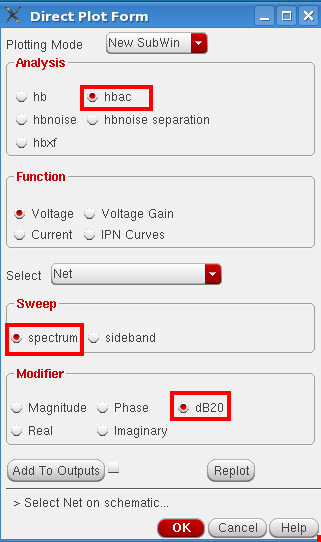 Direct Plot Form
Plotting Mode New SubWin
Analysis
hb hbac
hbnoise hbnoise separation
hbxf
Function
Voltage Voltage Gain
Current IPN Curves
Select Net
Sweep
spectrum sideband
Modifier
Magnitude Phase dB20
Real Imaginary
Add To Outputs Replot
> Select Net on schematic...
OK Cancel Help